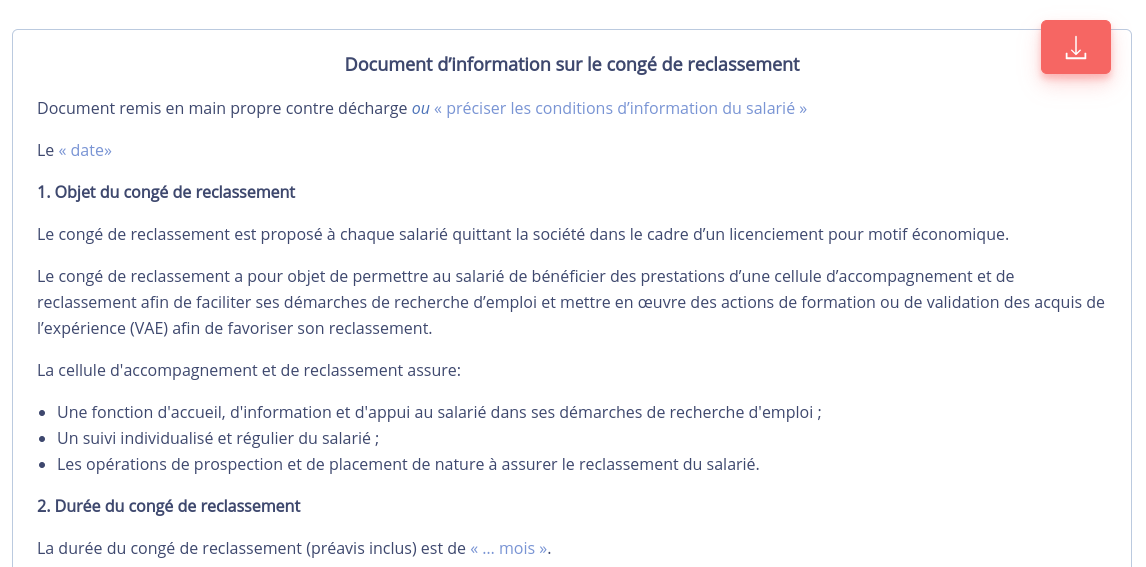 Document d’information sur le congé de reclassement
Document remis en main propre contre décharge ou « préciser les conditions d’information du salarié »
Le « date»
1. Objet du congé de reclassement
Le congé de reclassement est proposé à chaque salarié quittant la société dans le cadre d’un licenciement pour motif économique.
Le congé de reclassement a pour objet de permettre au salarié de bénéficier des prestations d’une cellule d’accompagnement et de
reclassement afin de faciliter ses démarches de recherche d’emploi et mettre en œuvre des actions de formation ou de validation des acquis de
l’expérience (VAE) afin de favoriser son reclassement.
La cellule d'accompagnement et de reclassement assure:
• Une fonction d'accueil, d'information et d'appui au salarié dans ses démarches de recherche d'emploi ;
• Un suivi individualisé et régulier du salarié ;
• Les opérations de prospection et de placement de nature à assurer le reclassement du salarié.
2. Durée du congé de reclassement
La durée du congé de reclassement (préavis inclus) est de « ... mois ».